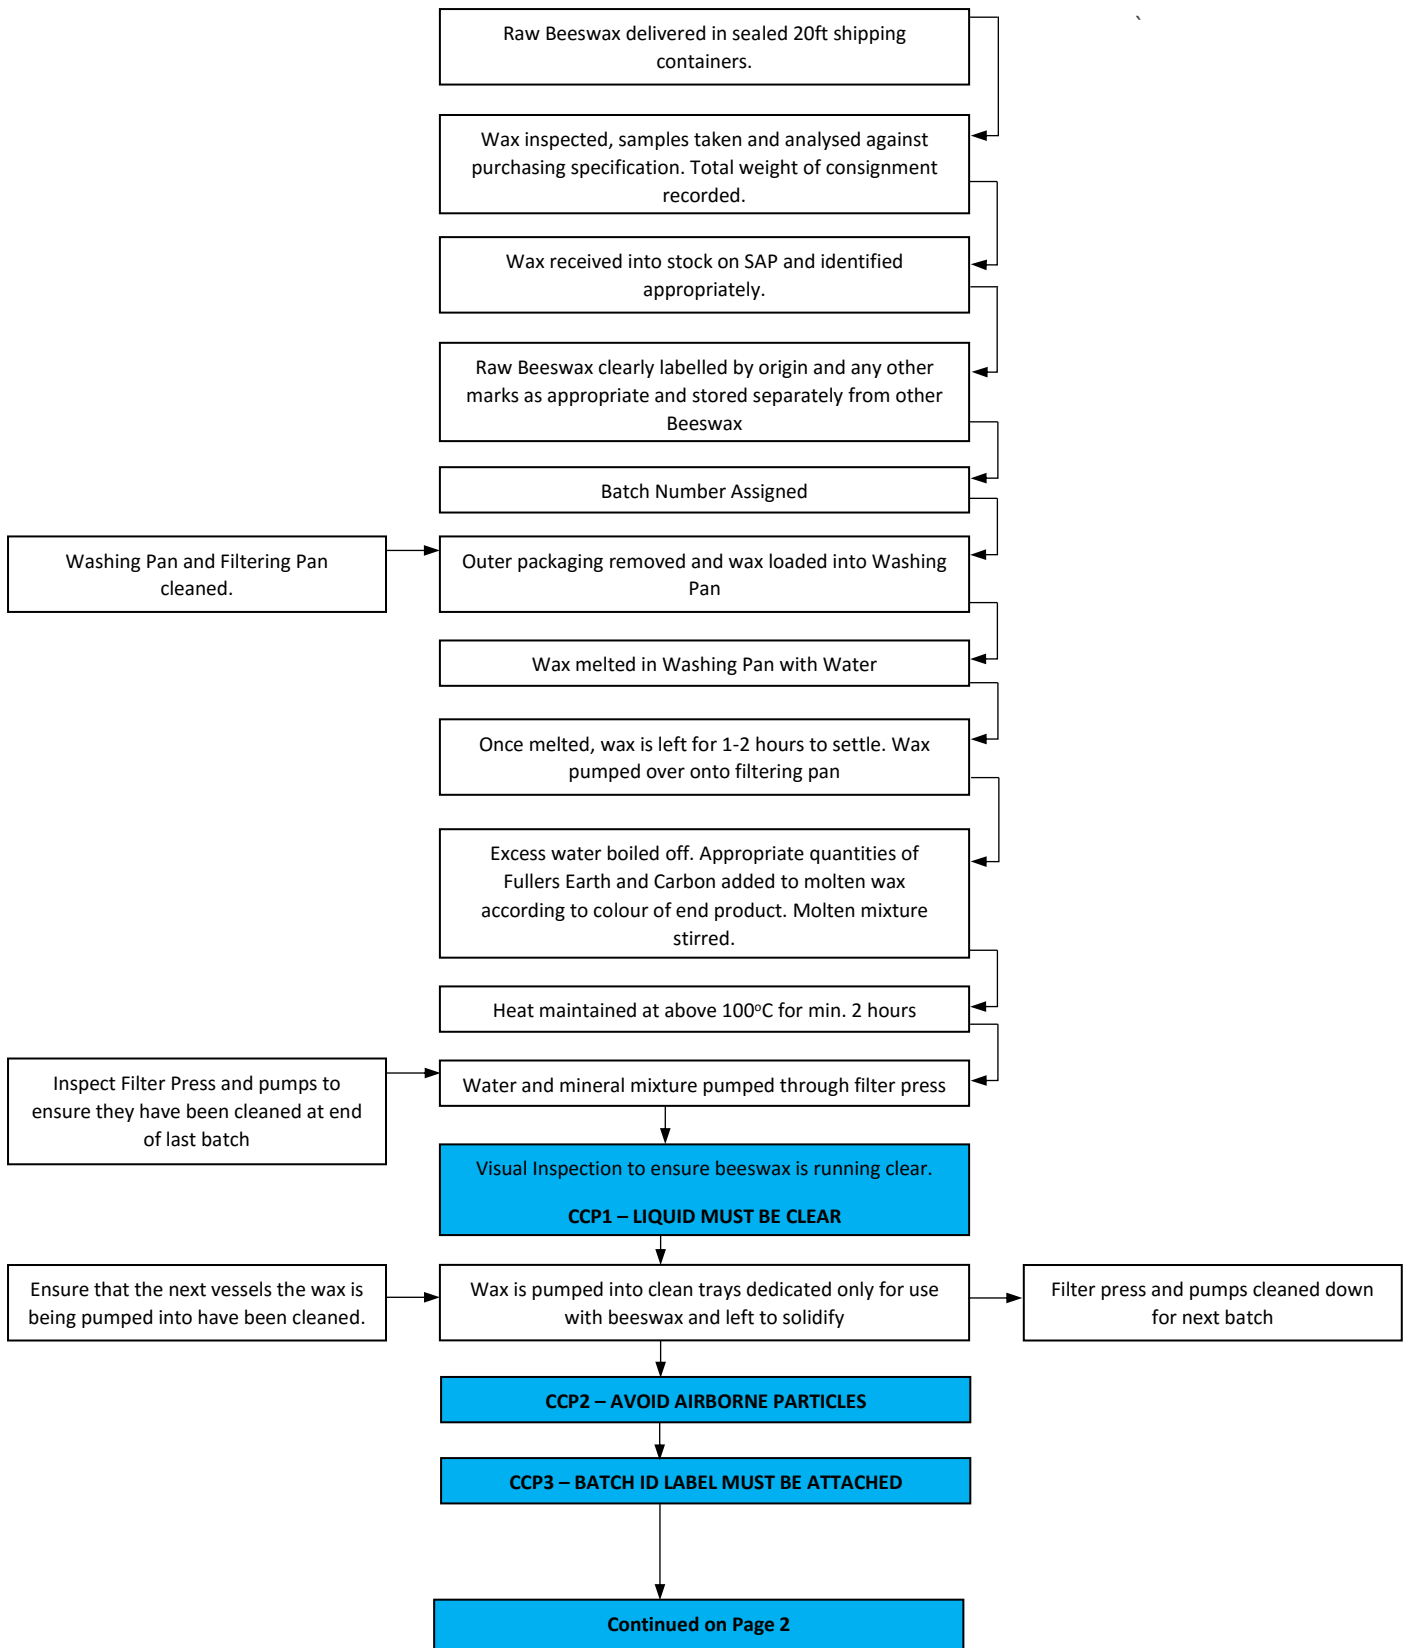 `
Raw Beeswax delivered in sealed 20ft shipping
containers.
Wax inspected, samples taken and analysed against
purchasing specification. Total weight of consignment
recorded.
Wax received into stock on SAP and identified
appropriately.
Raw Beeswax clearly labelled by origin and any other
marks as appropriate and stored separately from other
Beeswax
Batch Number Assigned
Washing Pan and Filtering Pan
cleaned.
Outer packaging removed and wax loaded into Washing
Pan
Wax melted in Washing Pan with Water
Once melted, wax is left for 1-2 hours to settle. Wax
pumped over onto filtering pan
Excess water boiled off. Appropriate quantities of
Fullers Earth and Carbon added to molten wax
according to colour of end product. Molten mixture
stirred.
Heat maintained at above 100°C for min. 2 hours
Inspect Filter Press and pumps to
ensure they have been cleaned at end
of last batch
Water and mineral mixture pumped through filter press
Visual Inspection to ensure beeswax is running clear.
CCP1 – LIQUID MUST BE CLEAR
Ensure that the next vessels the wax is
being pumped into have been cleaned.
Wax is pumped into clean trays dedicated only for use
with beeswax and left to solidify
Filter press and pumps cleaned down
for next batch
CCP2 – AVOID AIRBORNE PARTICLES
CCP3 – BATCH ID LABEL MUST BE ATTACHED
Continued on Page 2